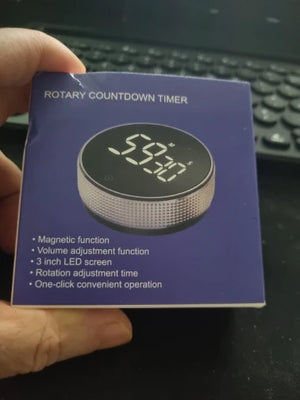 ROTARY COUNTDOWN TIMER
M S
59 30
• Magnetic function
• Volume adjustment function
• 3 inch LED screen
• Rotation adjustment time
• One-click convenient operation